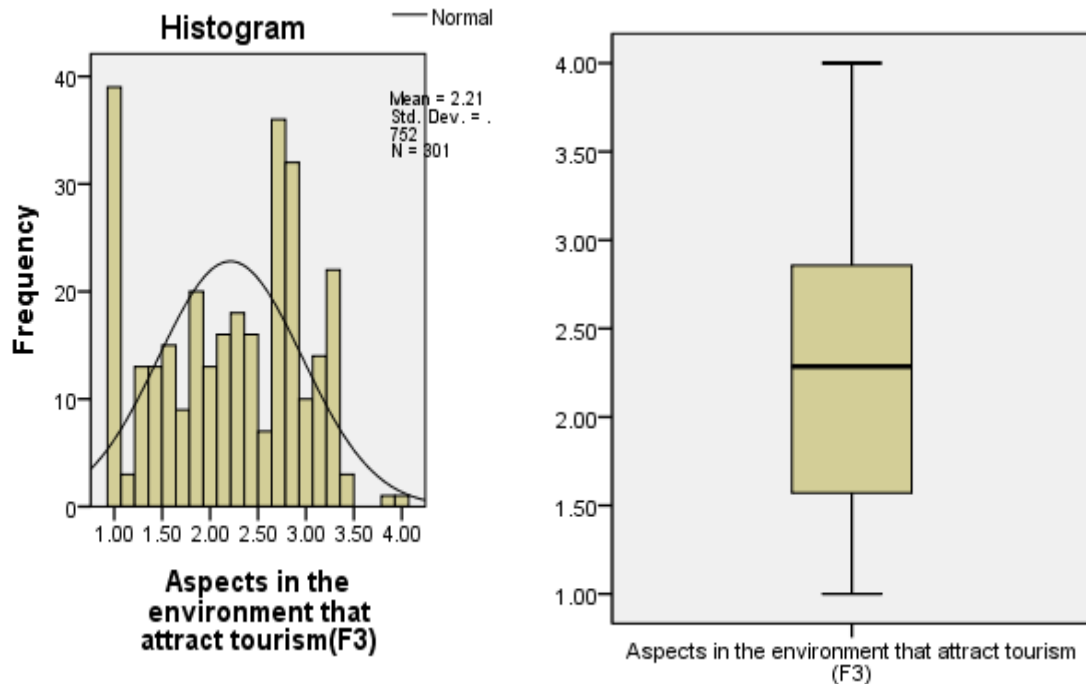 Histogram
Normal
Mean = 2.21
Std. Dev. = .
752
N = 301
Frequency
40
30
20
10
0
1.00 1.50 2.00 2.50 3.00 3.50 4.00
Aspects in the
environment that
attract tourism(F3)
4.00
3.50
3.00
2.50
2.00
1.50
1.00
Aspects in the environment that attract tourism
(F3)